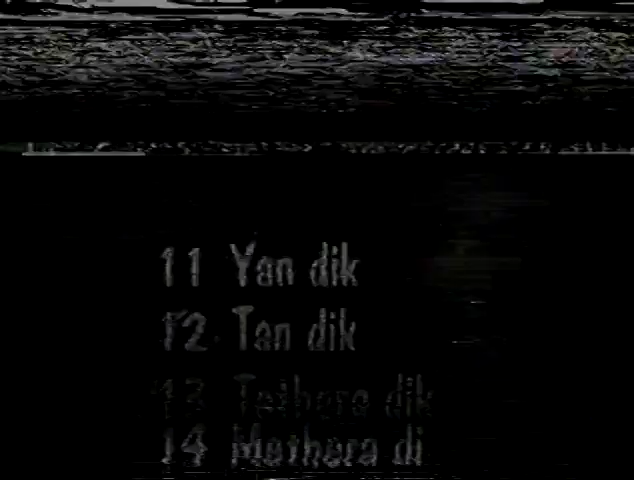 11 Yan dik
12 Tan dik
13 Tethera dik
14 Methera di